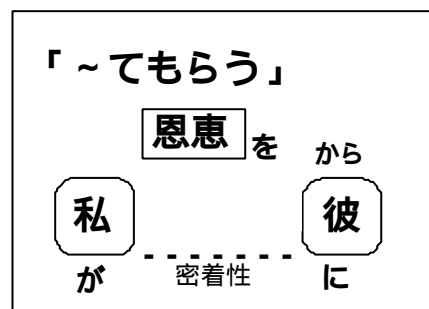 「~てもらう」
恩恵を から
私 彼
が 密着性 に